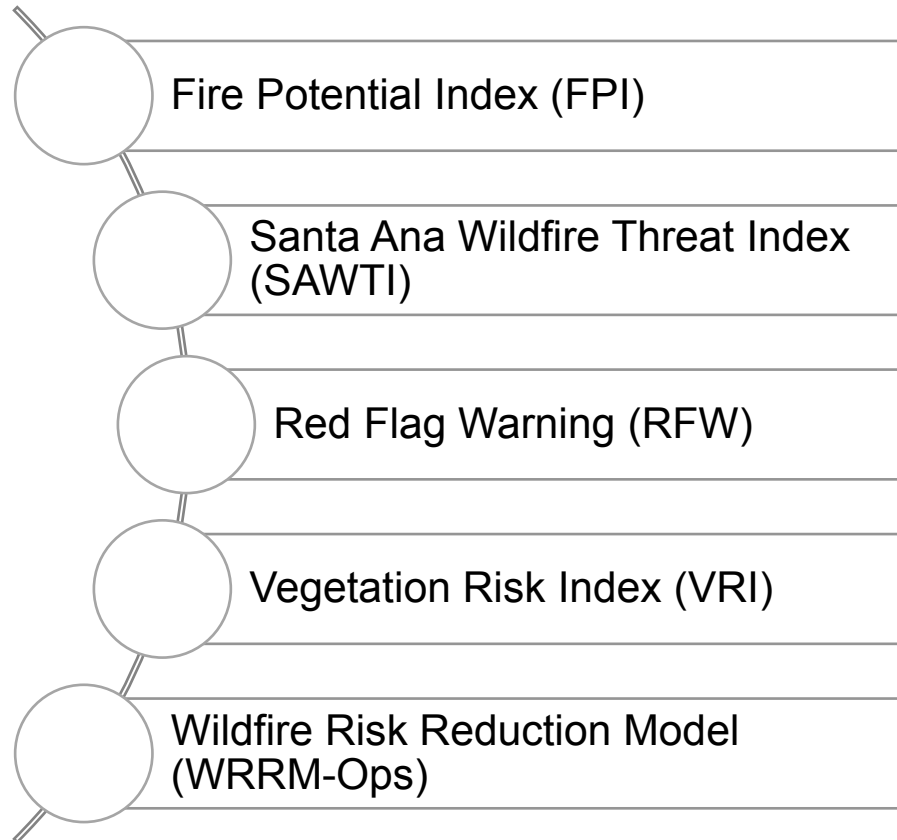 Fire Potential Index (FPI)
Santa Ana Wildfire Threat Index
(SAWTI)
Red Flag Warning (RFW)
Vegetation Risk Index (VRI)
Wildfire Risk Reduction Model
(WRRM-Ops)